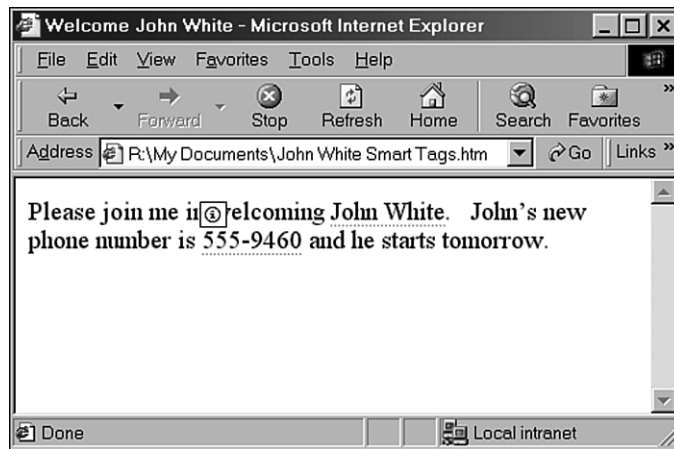 Welcome John White - Microsoft Internet Explorer
File Edit View Favorites Tools Help
Back Forward Stop Refresh Home Search Favorites »
Address R:\My Documents\John White Smart Tags.htm Go Links »
Please join me in welcoming John White. John's new
phone number is 555-9460 and he starts tomorrow.
Done Local intranet